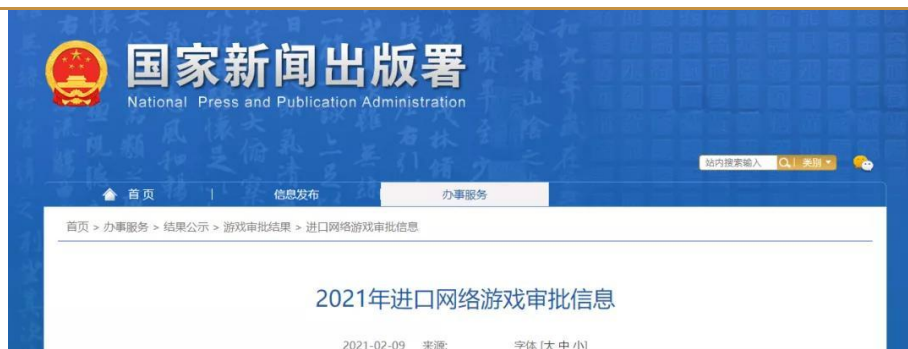 国家新闻出版署
National Press and Publication Administration
站内搜索输入 类别
首页 | 信息发布 办事服务
首页 > 办事服务 > 结果公示 > 游戏审批结果 > 进口网络游戏审批信息
2021年进口网络游戏审批信息
2021-02-09 来源: 字体 [大 中 小]